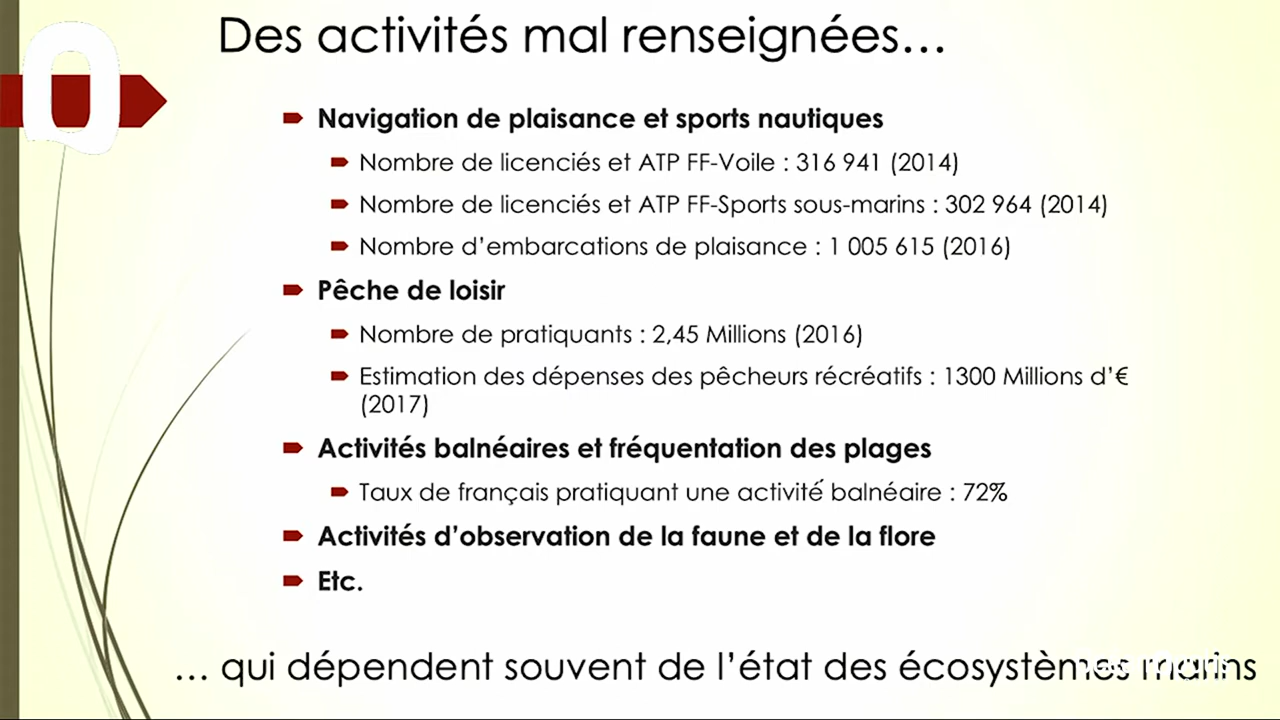 Des activités mal renseignées...
Navigation de plaisance et sports nautiques
Nombre de licenciés et ATP FF-Voile : 316 941 (2014)
Nombre de licenciés et ATP FF-Sports sous-marins : 302 964 (2014)
Nombre d'embarcations de plaisance : 1 005 615 (2016)
Pêche de loisir
Nombre de pratiquants : 2,45 Millions (2016)
Estimation des dépenses des pêcheurs récréatifs : 1300 Millions d'€
(2017)
Activités balnéaires et fréquentation des plages
Taux de français pratiquant une activité balnéaire : 72%
Activités d'observation de la faune et de la flore
Etc.
... qui dépendent souvent de l'état des écosystèmes marins